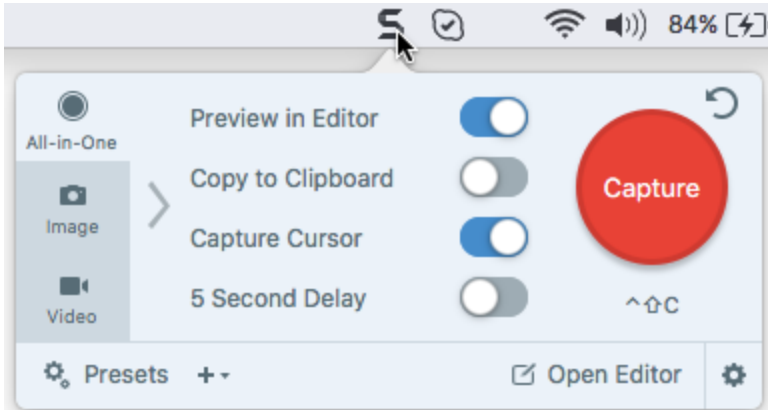 84%
All-in-One
Image
Video
Preview in Editor
Copy to Clipboard
Capture Cursor
5 Second Delay
Capture
^⇧C
Presets
Open Editor